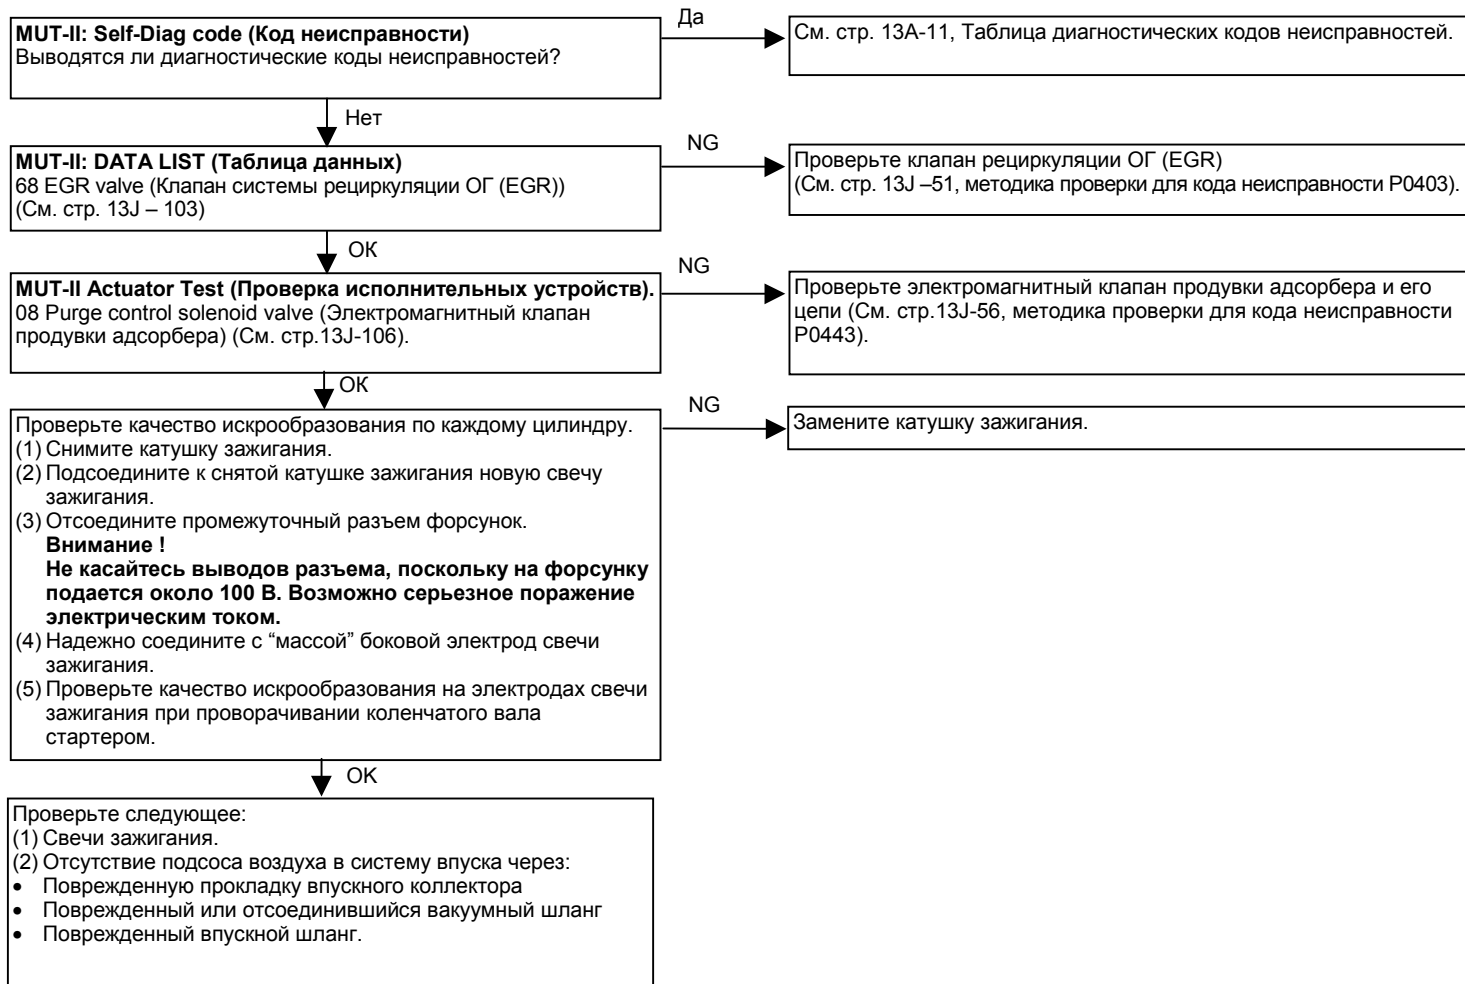 MUT-II: Self-Diag code (Код неисправности)
Выводятся ли диагностические коды неисправностей?
Да
См. стр. 13A-11, Таблица диагностических кодов неисправностей.
Нет
MUT-II: DATA LIST (Таблица данных)
68 EGR valve (Клапан системы рециркуляции ОГ (EGR))
(См. стр. 13J – 103)
NG
Проверьте клапан рециркуляции ОГ (EGR)
(См. стр. 13J –51, методика проверки для кода неисправности P0403).
ОК
MUT-II Actuator Test (Проверка исполнительных устройств).
08 Purge control solenoid valve (Электромагнитный клапан
продувки адсорбера) (См. стр.13J-106).
NG
Проверьте электромагнитный клапан продувки адсорбера и его
цепи (См. стр.13J-56, методика проверки для кода неисправности
P0443).
ОК
Проверьте качество искрообразования по каждому цилиндру.
(1) Снимите катушку зажигания.
(2) Подсоедините к снятой катушке зажигания новую свечу
зажигания.
(3) Отсоедините промежуточный разъем форсунок.
Внимание !
Не касайтесь выводов разъема, поскольку на форсунку
подается около 100 В. Возможно серьезное поражение
электрическим током.
(4) Надежно соедините с “массой” боковой электрод свечи
зажигания.
(5) Проверьте качество искрообразования на электродах свечи
зажигания при проворачивании коленчатого вала
стартером.
NG
Замените катушку зажигания.
OK
Проверьте следующее:
(1) Свечи зажигания.
(2) Отсутствие подсоса воздуха в систему впуска через:
• Поврежденную прокладку впускного коллектора
• Поврежденный или отсоединившийся вакуумный шланг
• Поврежденный впускной шланг.